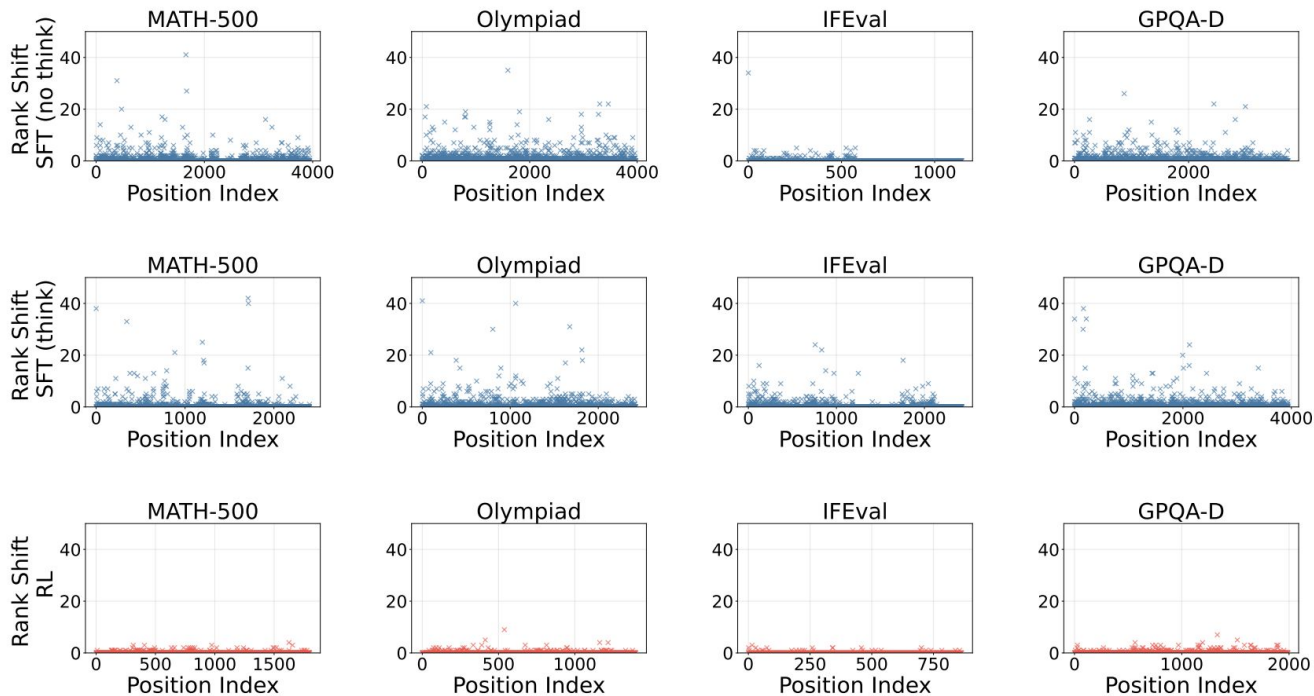 MATH-500 Olympiad IFEval GPQA-D
Rank Shift
SFT (no think)
40 40 40 40
20 20 20 20
0 0 0 0
0 2000 4000 0 1000 2000 3000 4000 0 500 1000 2000
Position Index Position Index Position Index Position Index
MATH-500 Olympiad IFEval GPQA-D
Rank Shift
SFT (think)
40 40 40 40
20 20 20 20
0 0 0 0
0 1000 2000 0 1000 2000 0 1000 2000 0 2000 4000
Position Index Position Index Position Index Position Index
MATH-500 Olympiad IFEval GPQA-D
Rank Shift
RL
40 40 40 40
20 20 20 20
0 0 0 0
0 500 1000 1500 0 500 1000 0 250 500 750 0 1000 2000
Position Index Position Index Position Index Position Index